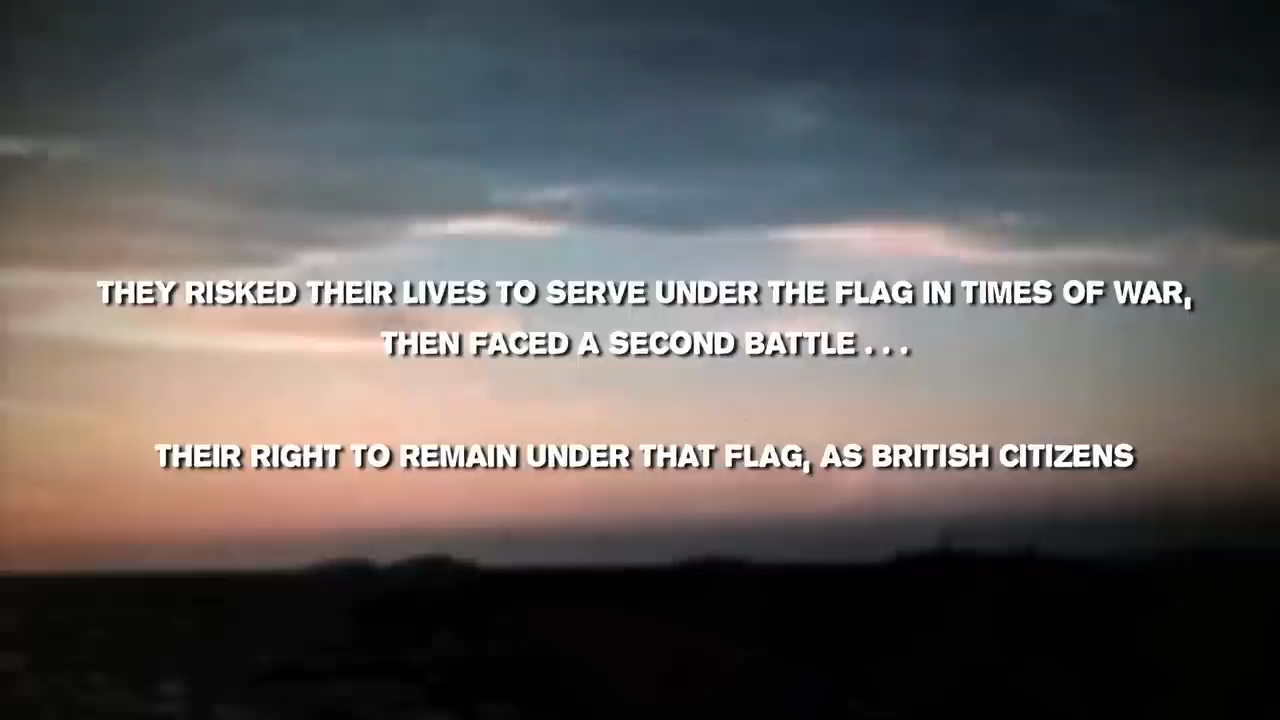 THEY RISKED THEIR LIVES TO SERVE UNDER THE FLAG IN TIMES OF WAR,
THEN FACED A SECOND BATTLE . . .
THEIR RIGHT TO REMAIN UNDER THAT FLAG, AS BRITISH CITIZENS